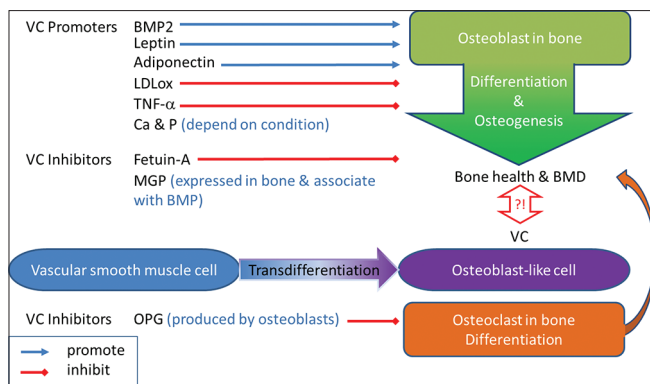 VC Promoters
BMP2
Leptin
Adiponectin
LDLox
TNF-α
Ca & P (depend on condition)
Osteoblast in bone
Differentiation
&
Osteogenesis
VC Inhibitors
Fetuin-A
MGP (expressed in bone & associate
with BMP)
Bone health & BMD
?!
VC
Vascular smooth muscle cell
Transdifferentiation
Osteoblast-like cell
VC Inhibitors
OPG (produced by osteoblasts)
Osteoclast in bone
Differentiation
promote
inhibit